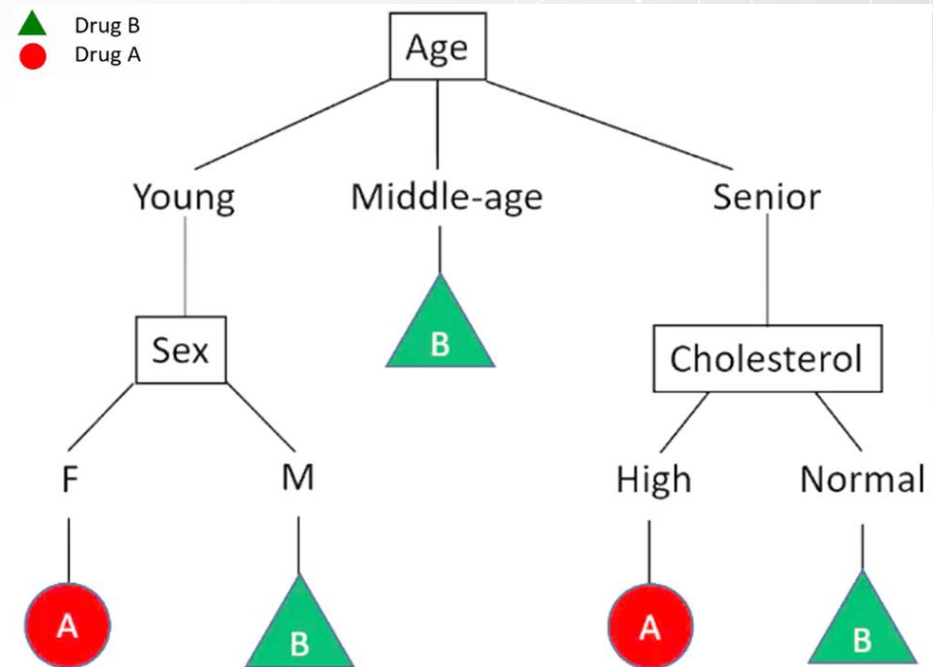 Drug B
Drug A
Age
Young Middle-age Senior
B
Sex
Cholesterol
F M High Normal
A B A B